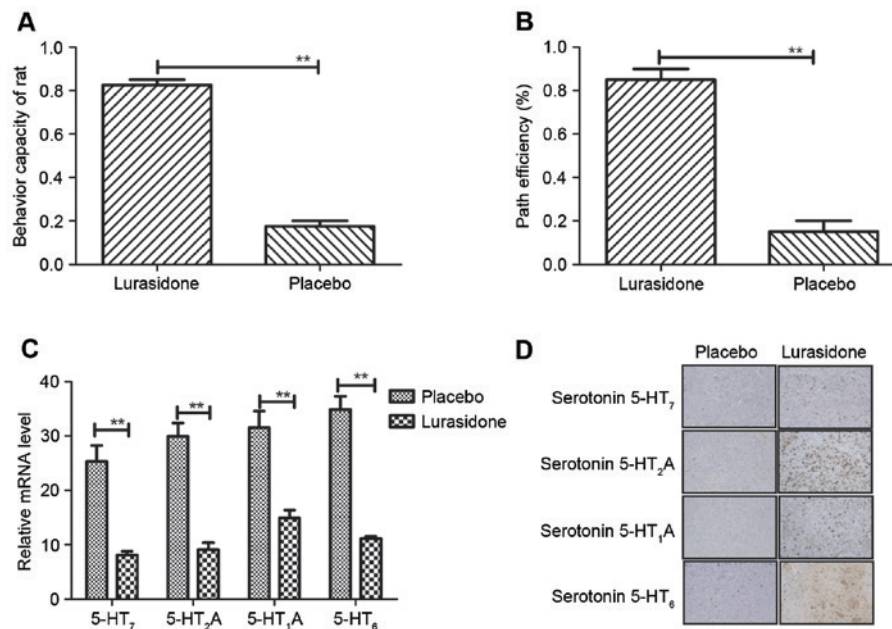 A
Behavior capacity of rat
1.0
0.8
0.6
0.4
0.2
0.0
**
Lurasidone
Placebo
B
Path efficiency (%)
1.0
0.8
0.6
0.4
0.2
0.0
**
Lurasidone
Placebo
C
Relative mRNA level
40
30
20
10
0
**
**
**
**
Placebo
Lurasidone
5-HT₇
5-HT₂A
5-HT₁A
5-HT₆
D
Placebo Lurasidone
Serotonin 5-HT₇
Serotonin 5-HT₂A
Serotonin 5-HT₁A
Serotonin 5-HT₆